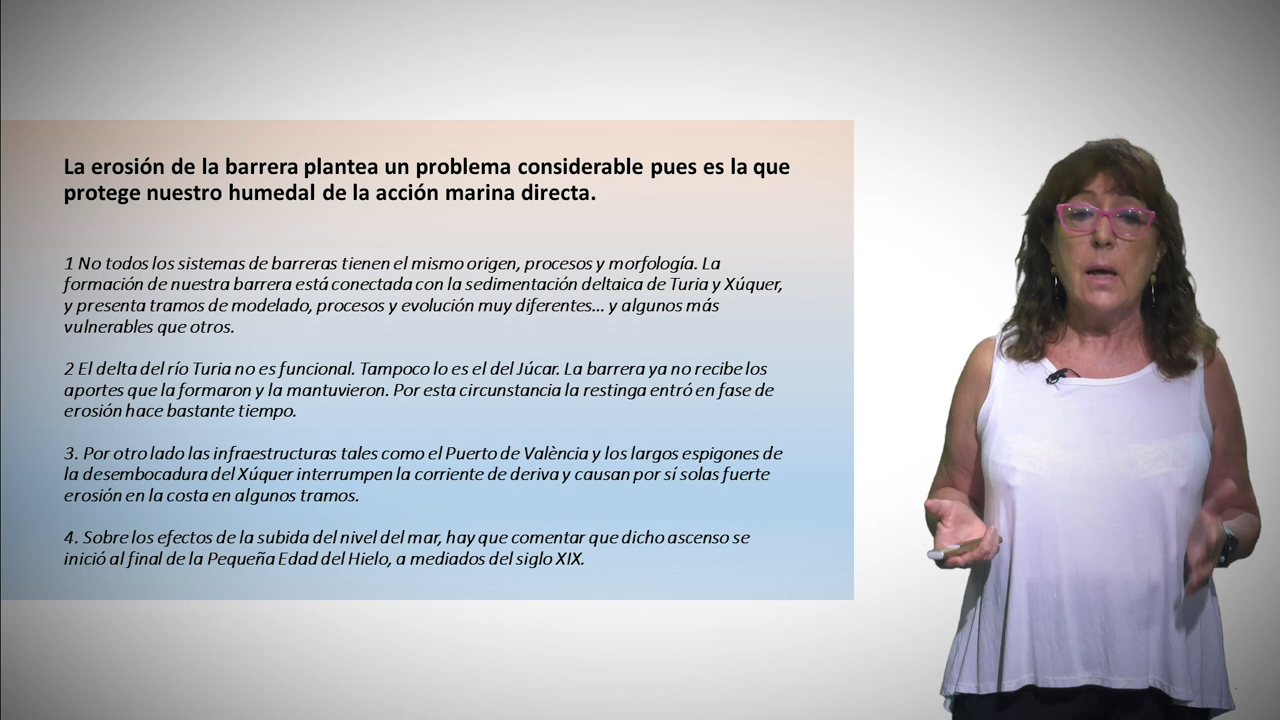 La erosión de la barrera plantea un problema considerable pues es la que
protege nuestro humedal de la acción marina directa.
1 No todos los sistemas de barreras tienen el mismo origen, procesos y morfología. La
formación de nuestra barrera está conectada con la sedimentación deltaica de Turia y Xúquer,
y presenta tramos de modelado, procesos y evolución muy diferentes... y algunos más
vulnerables que otros.
2 El delta del río Turia no es funcional. Tampoco lo es el del Júcar. La barrera ya no recibe los
aportes que la formaron y la mantuvieron. Por esta circunstancia la restinga entró en fase de
erosión hace bastante tiempo.
3. Por otro lado las infraestructuras tales como el Puerto de València y los largos espigones de
la desembocadura del Xúquer interrumpen la corriente de deriva y causan por sí solas fuerte
erosión en la costa en algunos tramos.
4. Sobre los efectos de la subida del nivel del mar, hay que comentar que dicho ascenso se
inició al final de la Pequeña Edad del Hielo, a mediados del siglo XIX.